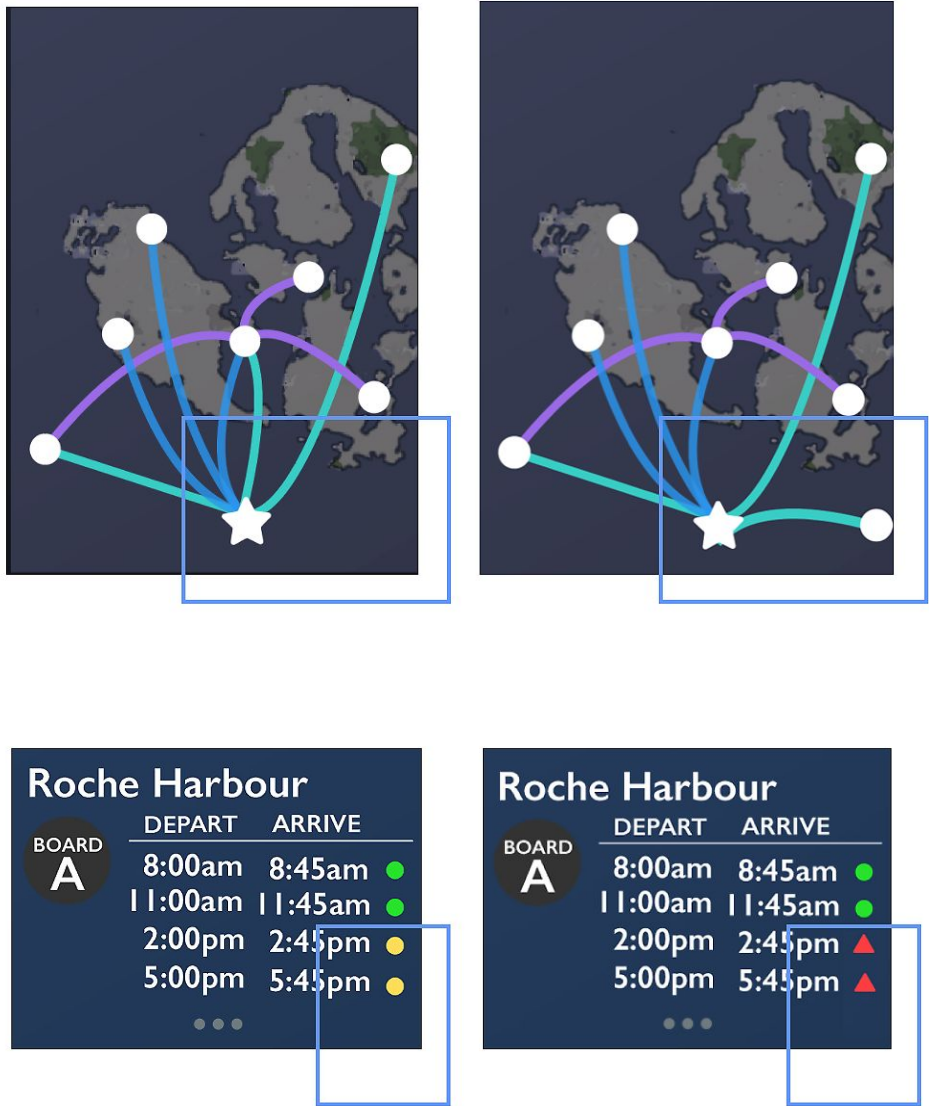 Roche Harbour
DEPART ARRIVE
BOARD
A
8:00am 8:45am
11:00am 11:45am
2:00pm 2:45pm
5:00pm 5:45pm
Roche Harbour
DEPART ARRIVE
BOARD
A
8:00am 8:45am
11:00am 11:45am
2:00pm 2:45pm
5:00pm 5:45pm